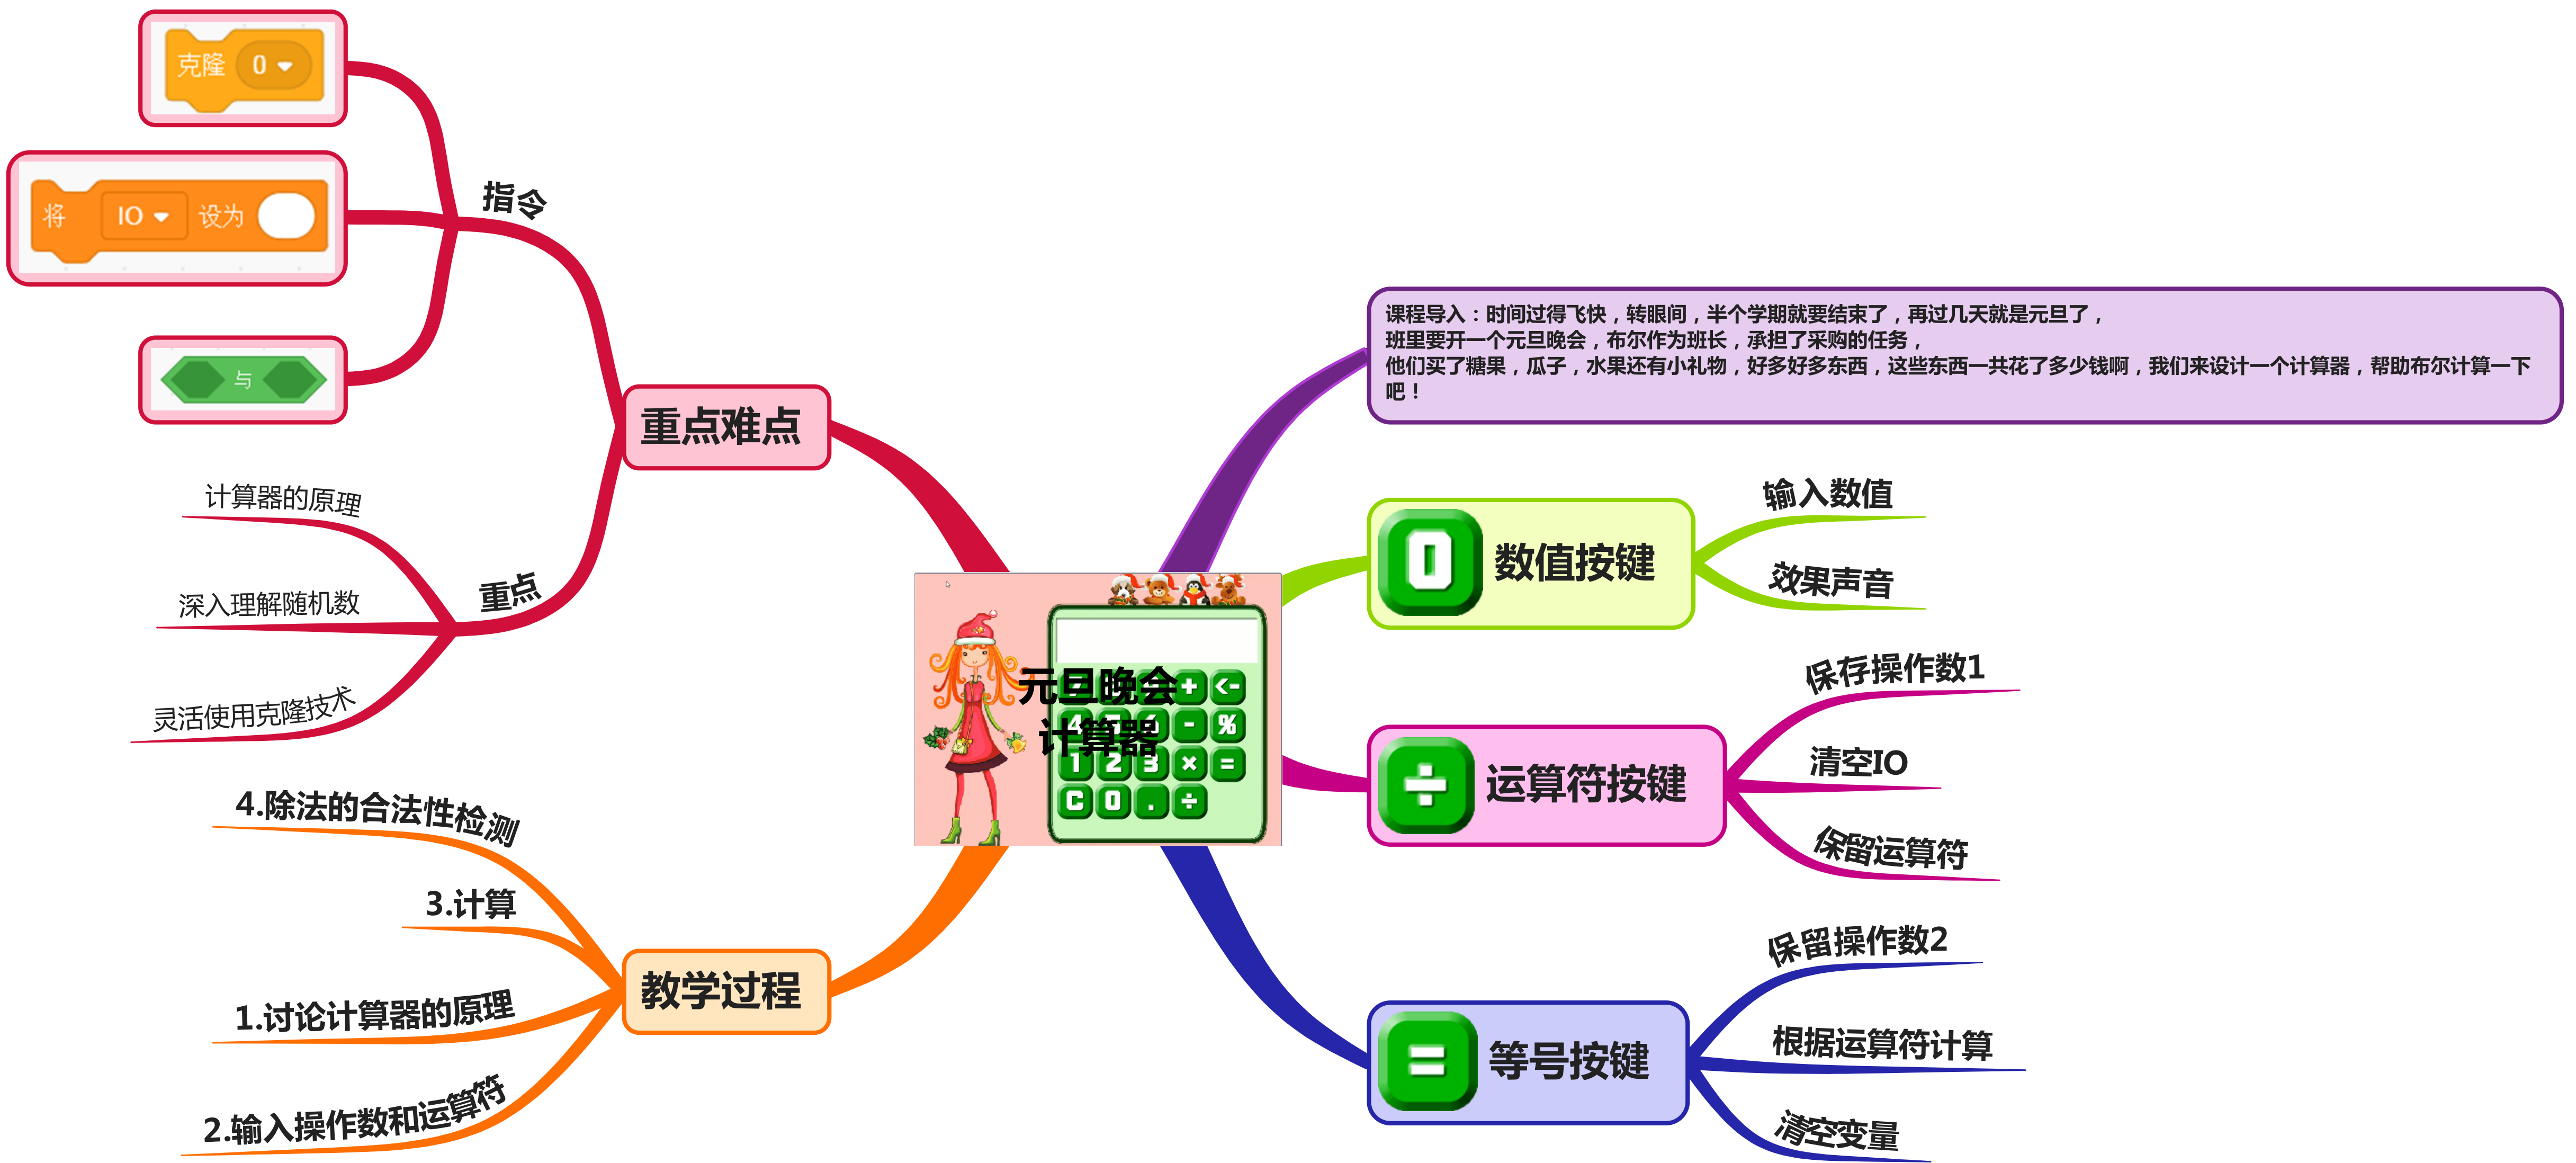 克隆 0
将 IO 设为
与
指令
重点难点
计算器的原理
深入理解随机数
灵活使用克隆技术
重点
4.除法的合法性检测
3.计算
1.讨论计算器的原理
2.输入操作数和运算符
教学过程
元旦晚会
计算器
+ <-
4 - %
1 2 3 × =
C 0 . ÷
课程导入：时间过得飞快，转眼间，半个学期就要结束了，再过几天就是元旦了，
班里要开一个元旦晚会，布尔作为班长，承担了采购的任务，
他们买了糖果，瓜子，水果还有小礼物，好多好多东西，这些东西一共花了多少钱啊，我们来设计一个计算器，帮助布尔计算一下
吧！
0 数值按键
输入数值
效果声音
÷ 运算符按键
保存操作数1
清空IO
保留运算符
= 等号按键
保留操作数2
根据运算符计算
清空变量